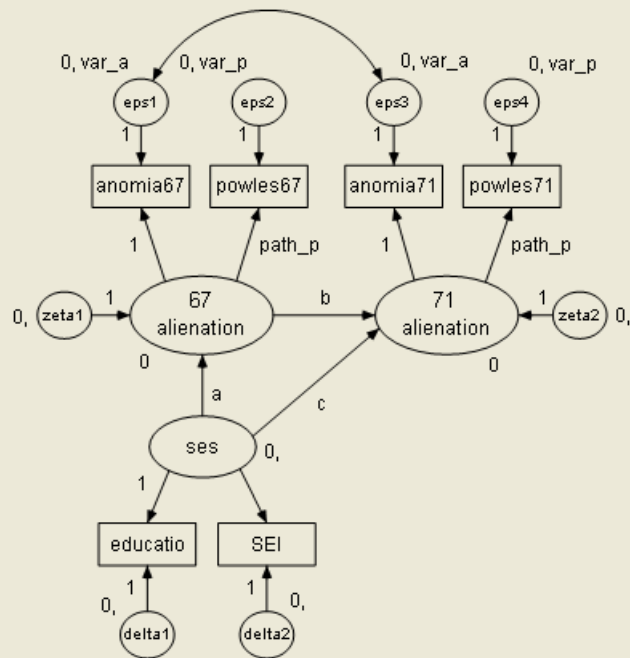 0, var_a
0, var_p
0, var_a
0, var_p
eps1
eps2
eps3
eps4
1
1
1
1
anomia67
powles67
anomia71
powles71
1
path_p
1
path_p
0,
zeta1
1
67
alienation
b
71
alienation
1
zeta2
0,
0
0
a
c
ses
0,
1
educatio
SEI
0,
1
1
0,
delta1
delta2